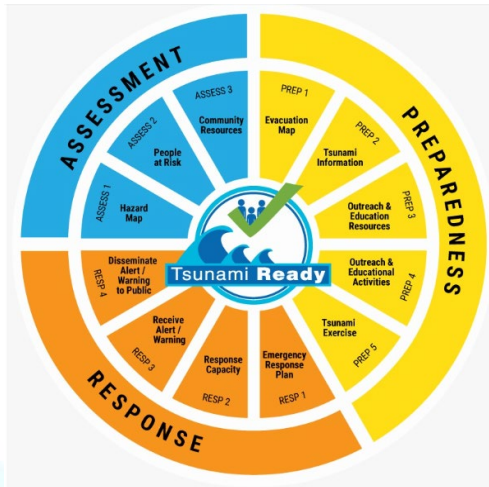 ASSESSMENT
ASSESS 1
Hazard
Map
ASSESS 2
People
at Risk
ASSESS 3
Community
Resources
PREPAREDNESS
PREP 1
Evacuation
Map
PREP 2
Tsunami
Information
PREP 3
Outreach &
Education
Resources
PREP 4
Outreach &
Educational
Activities
PREP 5
Tsunami
Exercise
RESPONSE
RESP 1
Emergency
Response
Plan
RESP 2
Response
Capacity
RESP 3
Receive
Alert /
Warning
RESP 4
Disseminate
Alert /
Warning
to Public
Tsunami Ready